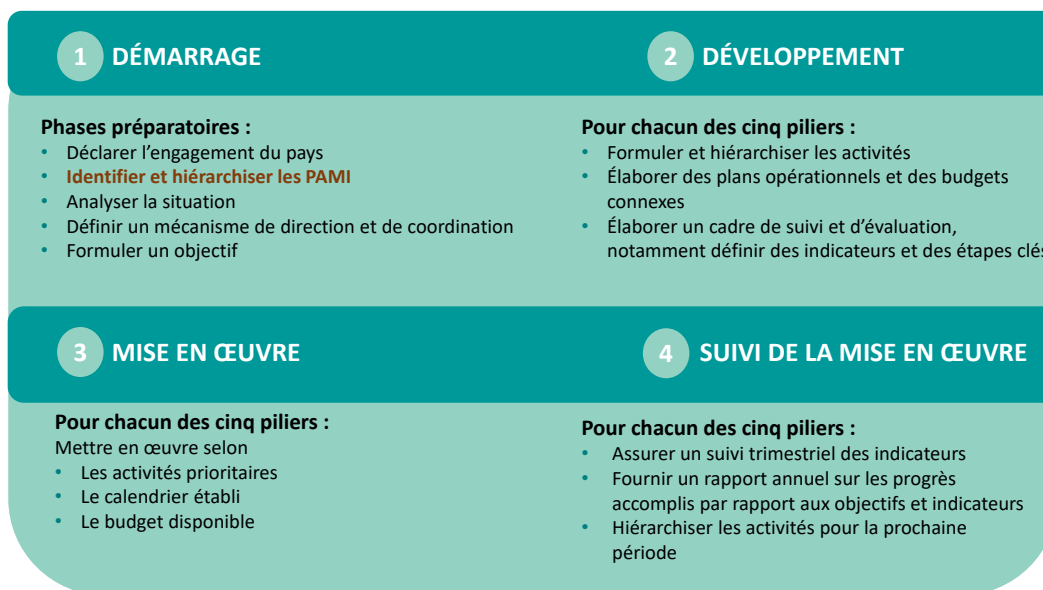 1 DÉMARRAGE
Phases préparatoires :
• Déclarer l'engagement du pays
• Identifier et hiérarchiser les PAMI
• Analyser la situation
• Définir un mécanisme de direction et de coordination
• Formuler un objectif
2 DÉVELOPPEMENT
Pour chacun des cinq piliers :
• Formuler et hiérarchiser les activités
• Élaborer des plans opérationnels et des budgets
connexes
• Élaborer un cadre de suivi et d'évaluation,
notamment définir des indicateurs et des étapes clés
3 MISE EN ŒUVRE
Pour chacun des cinq piliers :
Mettre en œuvre selon
• Les activités prioritaires
• Le calendrier établi
• Le budget disponible
4 SUIVI DE LA MISE EN ŒUVRE
Pour chacun des cinq piliers :
• Assurer un suivi trimestriel des indicateurs
• Fournir un rapport annuel sur les progrès
accomplis par rapport aux objectifs et indicateurs
• Hiérarchiser les activités pour la prochaine
période